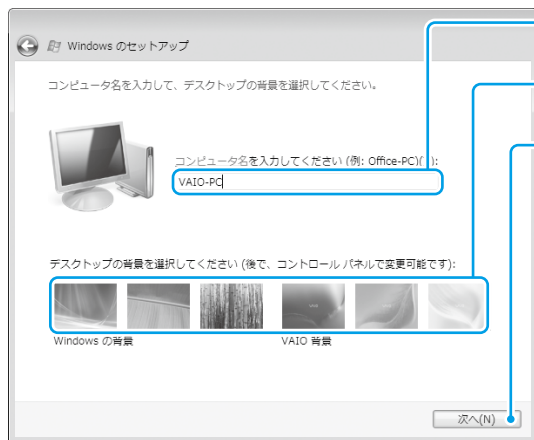 Windows のセットアップ
コンピュータ名を入力して、デスクトップの背景を選択してください。
コンピュータ名を入力してください (例: Office-PC)( ):
VAIO-PC
デスクトップの背景を選択してください (後で、コントロール パネルで変更可能です):
Windows の背景
VAIO 背景
次へ(N)